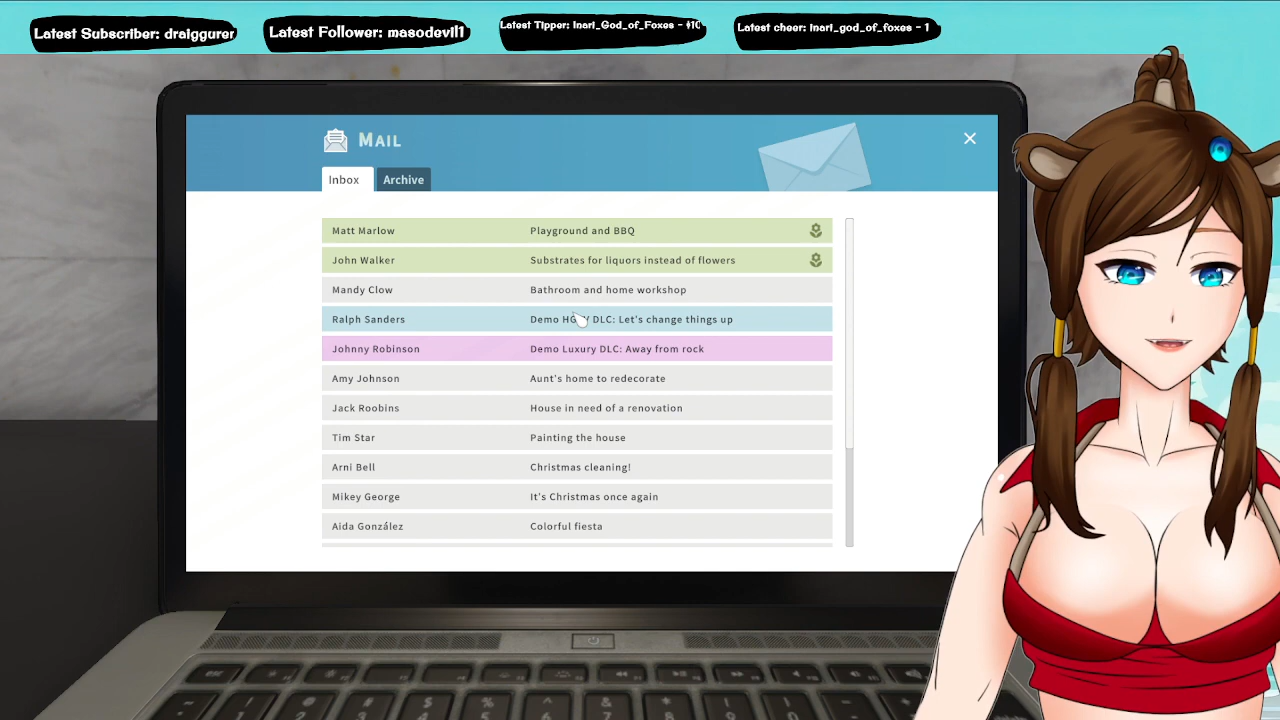 Latest Subscriber: draiggurer
Latest Follower: masodevil1
Latest Tipper: Inari_God_of_Foxes -
Latest cheer: inari_god_of_foxes - 1
Mail
Inbox
Archive
Matt Marlow Playground and BBQ
John Walker Substrates for liquors instead of flowers
Mandy Clow Bathroom and home workshop
Ralph Sanders Demo DLC: Let's change things up
Johnny Robinson Demo Luxury DLC: Away from rock
Amy Johnson Aunt's home to redecorate
Jack Roobins House in need of a renovation
Tim Star Painting the house
Arni Bell Christmas cleaning!
Mikey George It's Christmas once again
Aida González Colorful fiesta